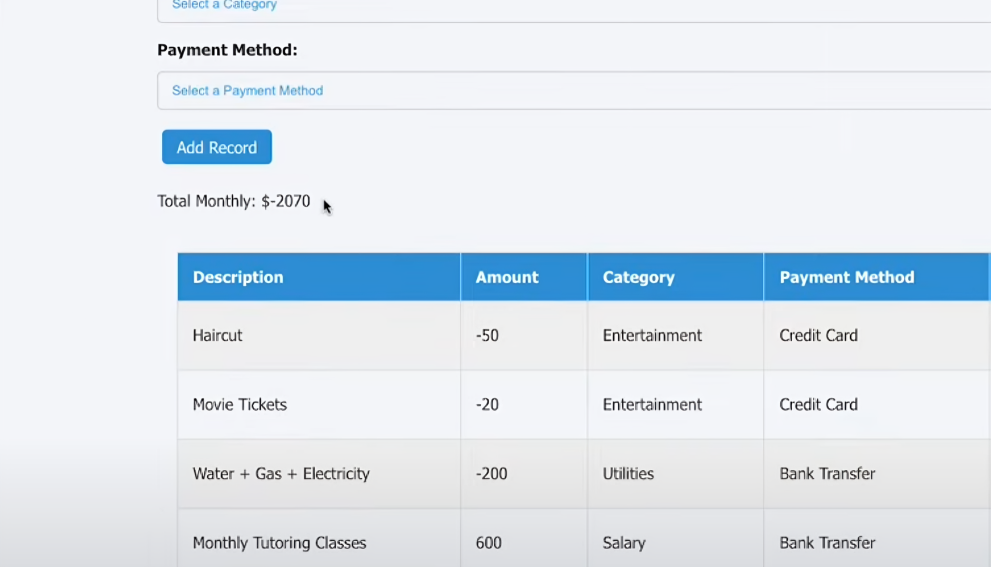 Select a Category
Payment Method:
Select a Payment Method
Add Record
Total Monthly: $-2070
Description Amount Category Payment Method
Haircut -50 Entertainment Credit Card
Movie Tickets -20 Entertainment Credit Card
Water + Gas + Electricity -200 Utilities Bank Transfer
Monthly Tutoring Classes 600 Salary Bank Transfer